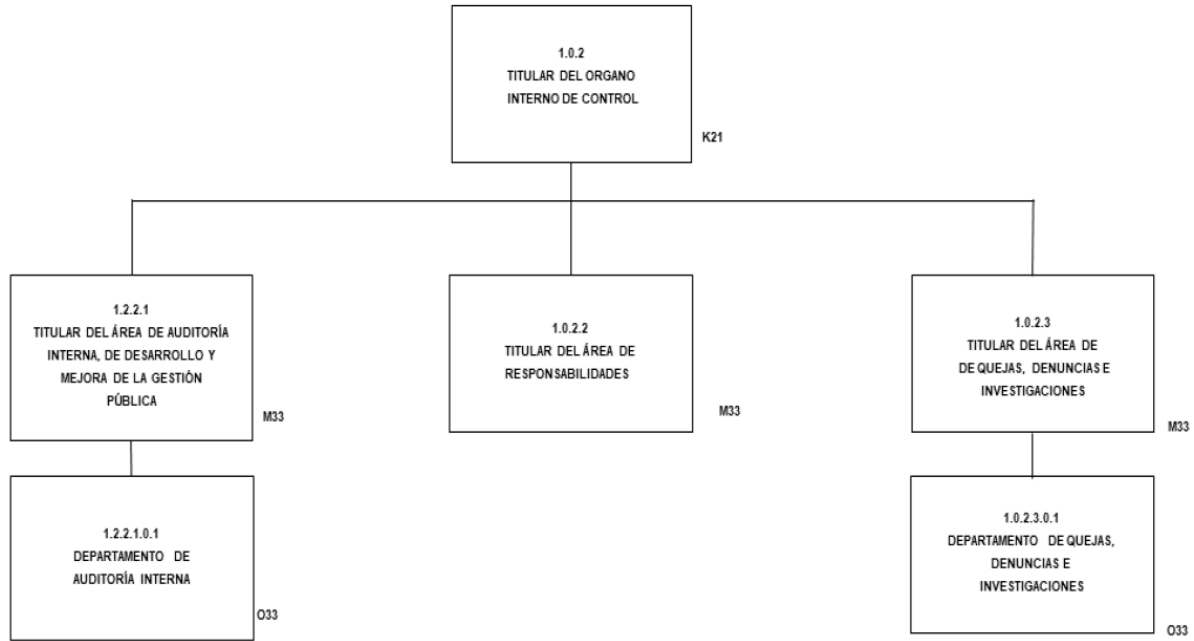 1.0.2
TITULAR DEL ORGANO
INTERNO DE CONTROL
K21
1.2.2.1
TITULAR DEL ÁREA DE AUDITORÍA
INTERNA, DE DESARROLLO Y
MEJORA DE LA GESTIÓN
PÚBLICA
M33
1.0.2.2
TITULAR DEL ÁREA DE
RESPONSABILIDADES
M33
1.0.2.3
TITULAR DEL ÁREA DE
DE QUEJAS, DENUNCIAS E
INVESTIGACIONES
M33
1.2.2.1.0.1
DEPARTAMENTO DE
AUDITORÍA INTERNA
O33
1.0.2.3.0.1
DEPARTAMENTO DE QUEJAS,
DENUNCIAS E
INVESTIGACIONES
O33